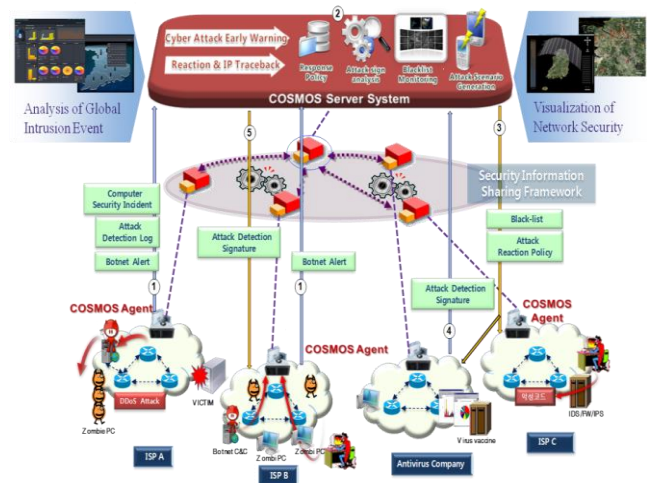 Cyber Attack Early Warning
Reaction & IP Traceback
2
Response
Policy
Attack sign
analysis
Blacklist
Monitoring
Attack Scenario
Generation
COSMOS Server System
Analysis of Global
Intrusion Event
Visualization of
Network Security
5
3
Security Information
Sharing Framework
Computer
Security Incident
Attack
Detection Log
Botnet Alert
Attack Detection
Signature
Botnet Alert
Black-list
Attack
Reaction Policy
Attack Detection
Signature
1
1
4
COSMOS Agent
COSMOS Agent
COSMOS
Agent
DDoS Attack
VICTIM
Zombie PC
Botnet C&C
Zombi PC
Zombi PC
Virus vaccine
악성코드
IDS/FW/IPS
ISP A
ISP B
Antivirus Company
ISP C